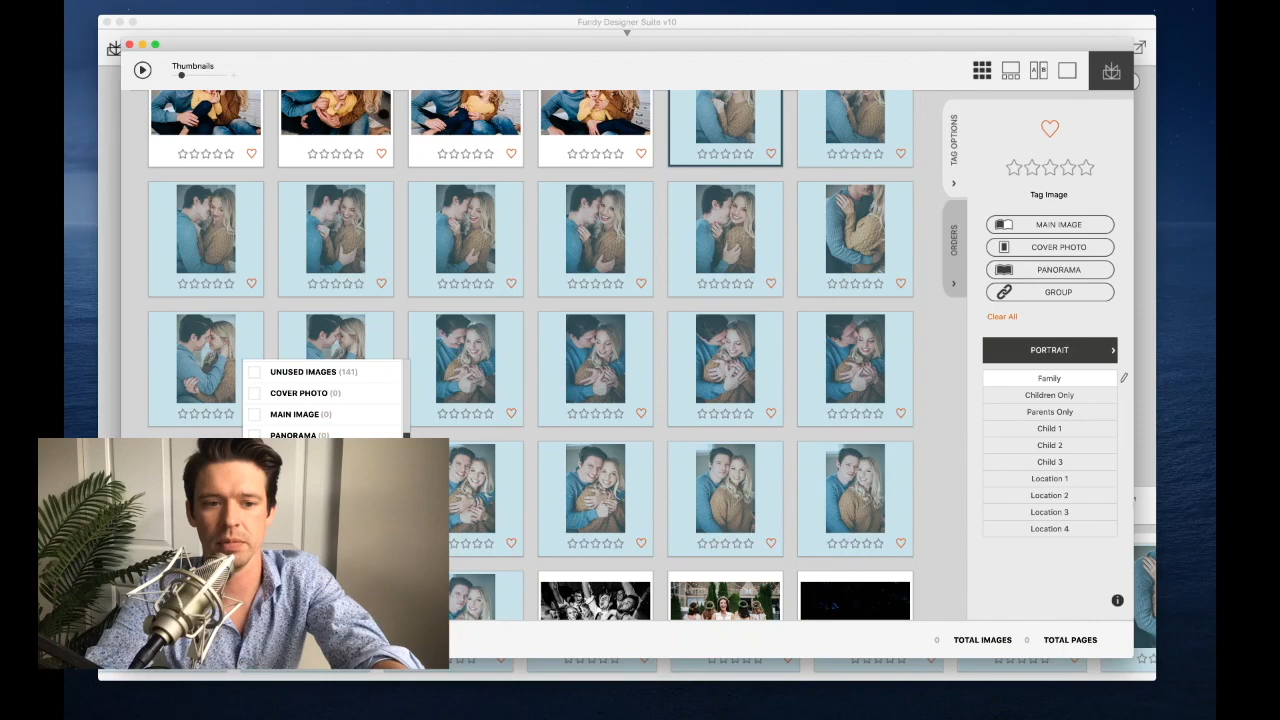 Fundy Designer Suite v10
Thumbnails
A B
TAG OPTIONS
Tag Image
MAIN IMAGE
COVER PHOTO
PANORAMA
GROUP
Clear All
ORDERS
PORTRAIT
Family
Children Only
Parents Only
Child 1
Child 2
Child 3
Location 1
Location 2
Location 3
Location 4
UNUSED IMAGES (141)
COVER PHOTO (0)
MAIN IMAGE (0)
PANORAMA (0)
0 TOTAL IMAGES 0 TOTAL PAGES